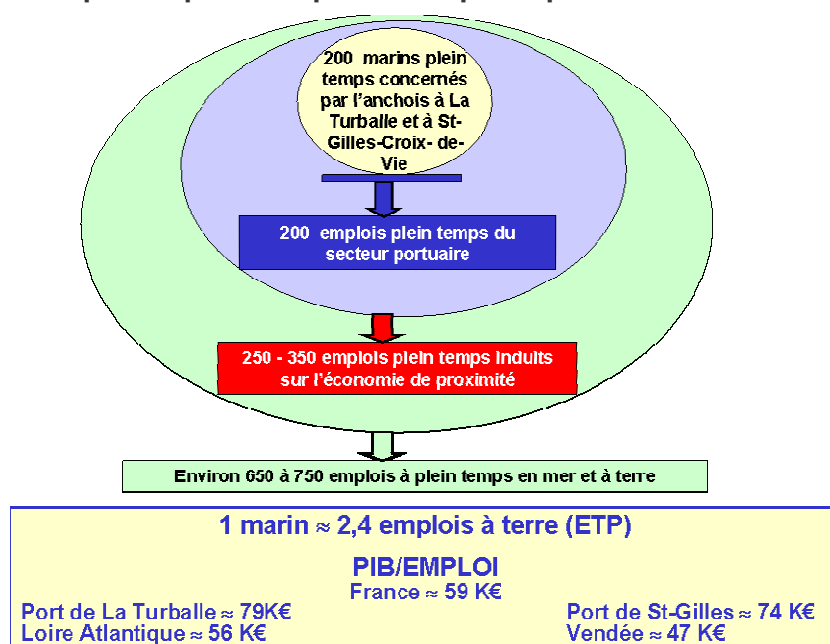 200 marins plein
temps concernés
par l'anchois à La
Turballe et à St-
Gilles-Croix- de-
Vie
200 emplois plein temps du
secteur portuaire
250 - 350 emplois plein temps induits
sur l'économie de proximité
Environ 650 à 750 emplois à plein temps en mer et à terre
1 marin ≈ 2,4 emplois à terre (ETP)
PIB/EMPLOI
France ≈ 59 K€
Port de La Turballe ≈ 79K€
Port de St-Gilles ≈ 74 K€
Loire Atlantique ≈ 56 K€
Vendée ≈ 47 K€